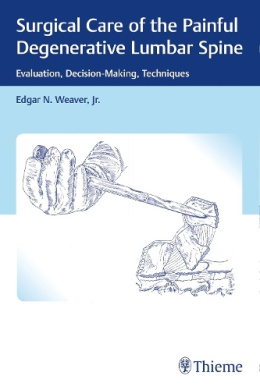 Surgical Care of the Painful
Degenerative Lumbar Spine
Evaluation, Decision-Making, Techniques
Edgar N. Weaver, Jr.
Thieme